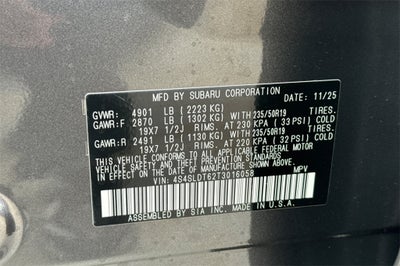 MFD BY SUBARU CORPORATION DATE: 11/25
GVWR: 4901 LB (2223 KG)
GAWR:F 2870 LB (1302 KG) WITH 235/50R19 TIRES.
19X7 1/2J RIMS. AT 230 KPA (33 PSI) COLD
GAWR:R 2491 LB (1130 KG) WITH 235/50R19 TIRES.
19X7 1/2J RIMS. AT 220 KPA (32 PSI) COLD
THIS VEHICLE CONFORMS TO ALL APPLICABLE FEDERAL MOTOR
VEHICLE SAFETY STANDARDS IN EFFECT ON THE DATE OF
MANUFACTURE SHOWN ABOVE.
VIN: 4S4SLDT62T3016058 MPV
ASSEMBLED BY SIA INC. MADE IN U.S.A.